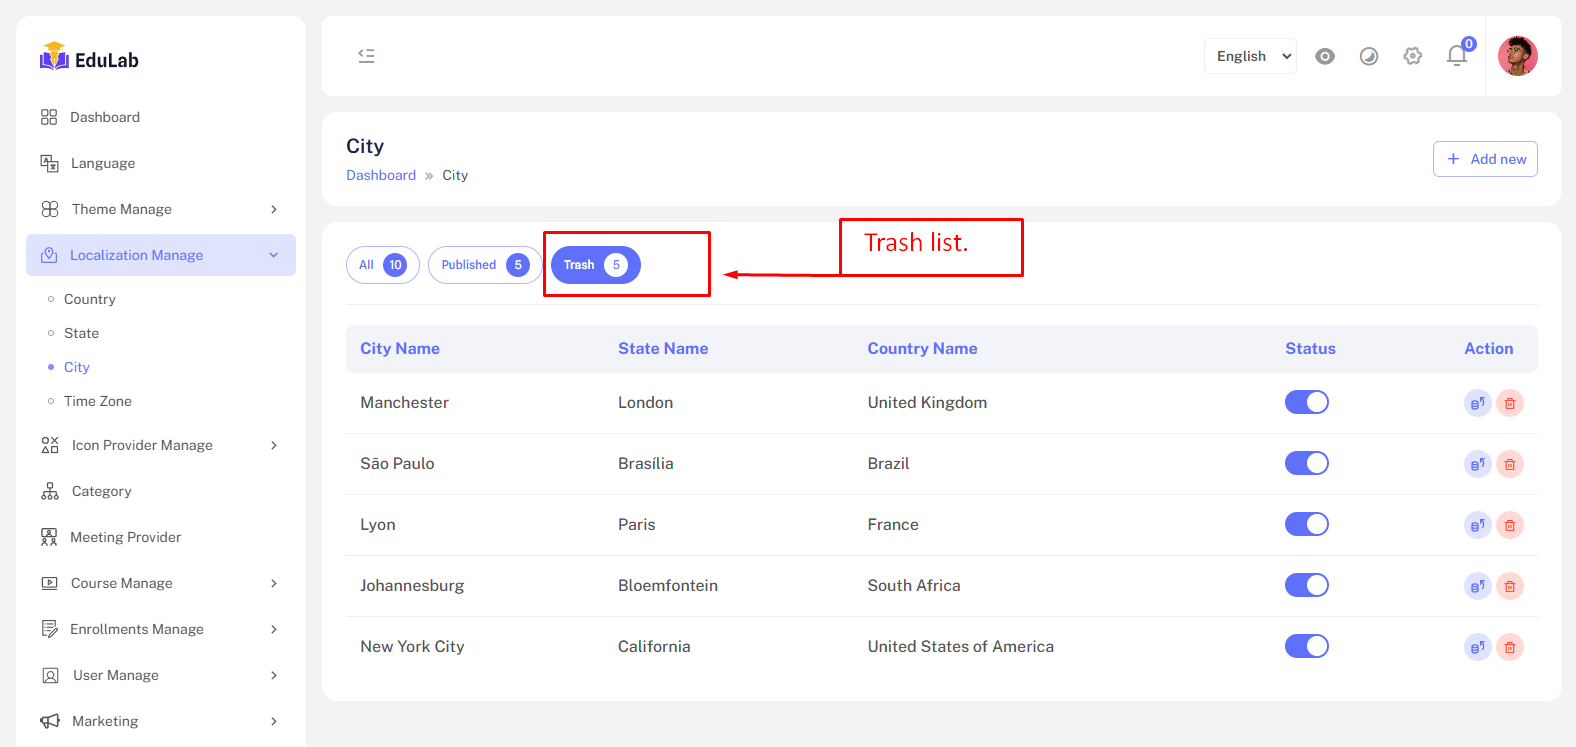 EduLab
Dashboard
Language
Theme Manage
Localization Manage
Country
State
City
Time Zone
Icon Provider Manage
Category
Meeting Provider
Course Manage
Enrollments Manage
User Manage
Marketing
English
0
City
Dashboard » City
+ Add new
All 10 Published 5 Trash 5
Trash list.
City Name State Name Country Name Status Action
Manchester London United Kingdom
São Paulo Brasília Brazil
Lyon Paris France
Johannesburg Bloemfontein South Africa
New York City California United States of America